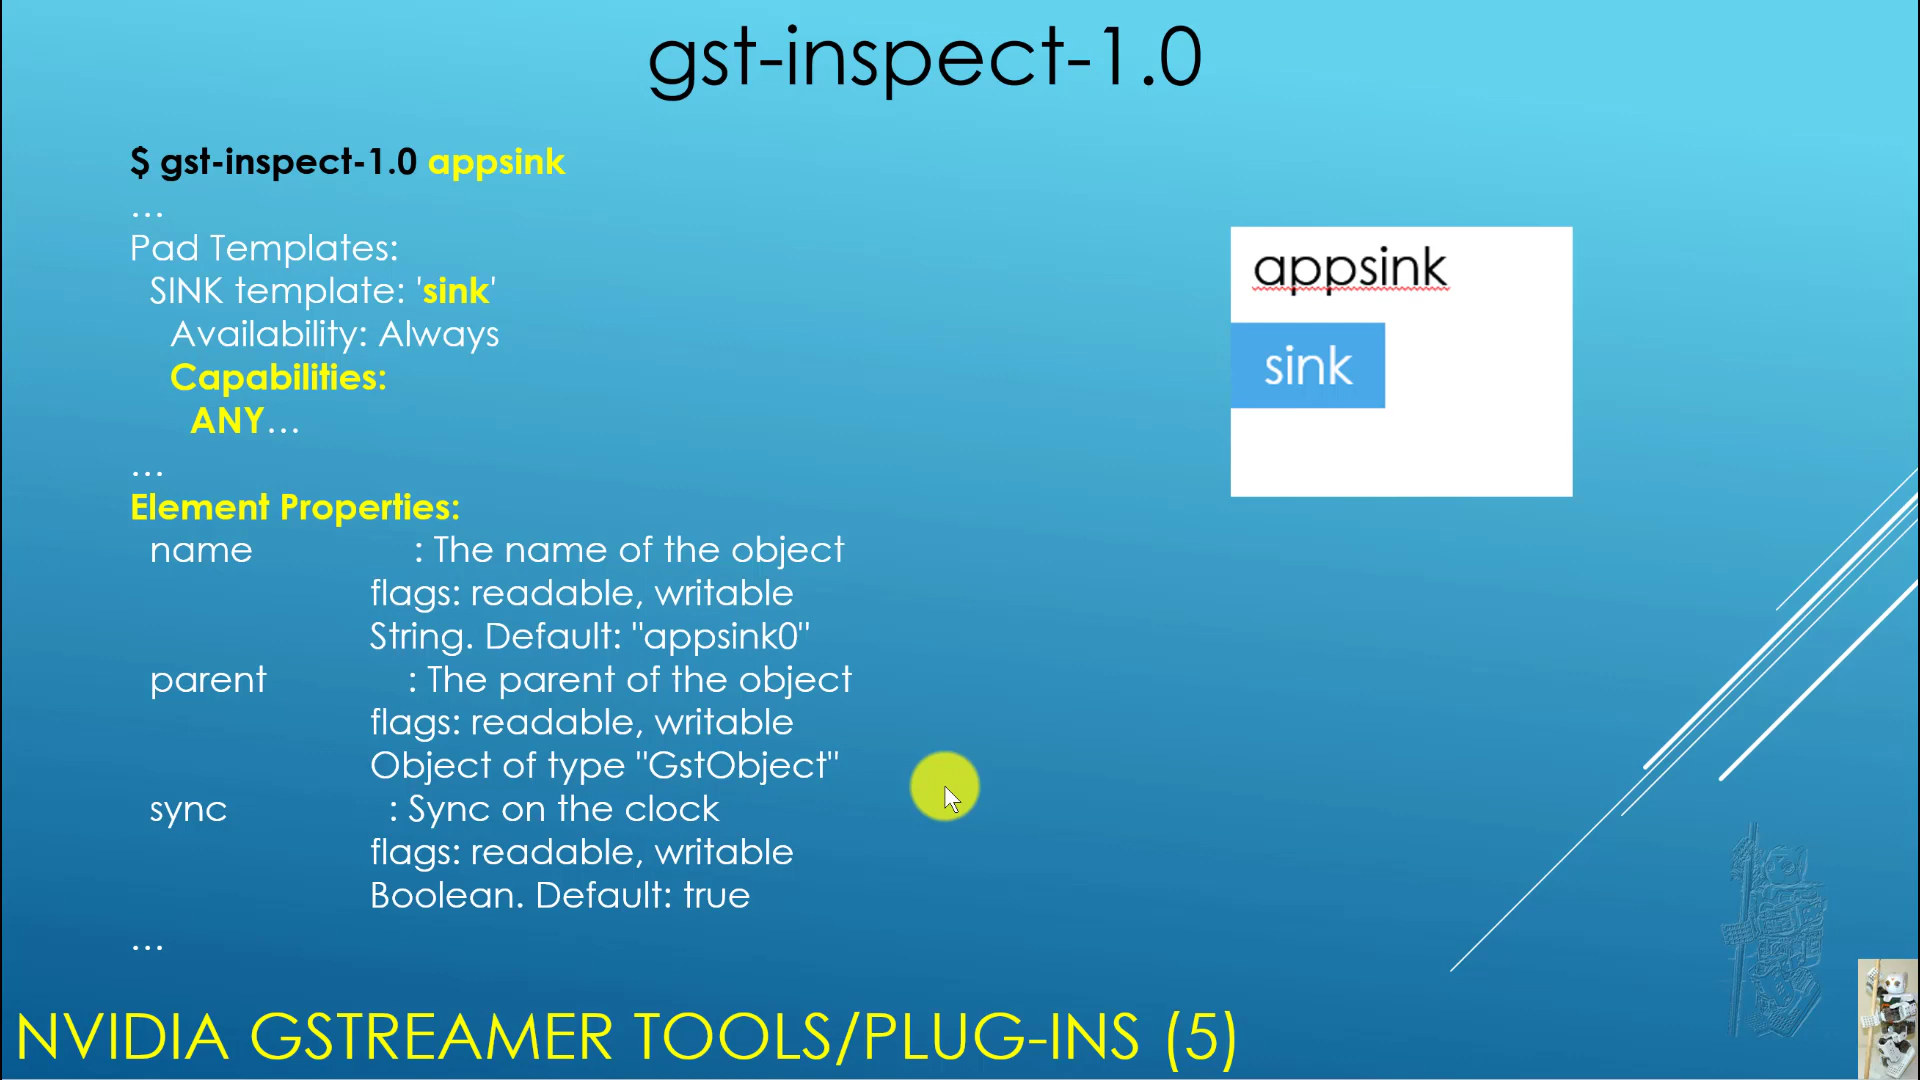 gst-inspect-1.0
$ gst-inspect-1.0 appsink
…
Pad Templates:
SINK template: 'sink'
Availability: Always
Capabilities:
ANY…
…
Element Properties:
name : The name of the object
flags: readable, writable
String. Default: "appsink0"
parent : The parent of the object
flags: readable, writable
Object of type "GstObject"
sync : Sync on the clock
flags: readable, writable
Boolean. Default: true
…
appsink
sink
NVIDIA GSTREAMER TOOLS/PLUG-INS (5)